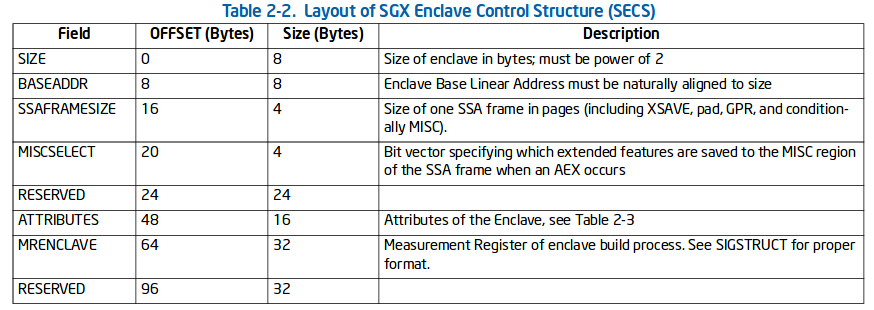 Table 2-2. Layout of SGX Enclave Control Structure (SECS)
Field OFFSET (Bytes) Size (Bytes) Description
SIZE 0 8 Size of enclave in bytes; must be power of 2
BASEADDR 8 8 Enclave Base Linear Address must be naturally aligned to size
SSAFRAMESIZE 16 4 Size of one SSA frame in pages (including XSAVE, pad, GPR, and condition-
ally MISC).
MISCSELECT 20 4 Bit vector specifying which extended features are saved to the MISC region
of the SSA frame when an AEX occurs
RESERVED 24 24
ATTRIBUTES 48 16 Attributes of the Enclave, see Table 2-3
MRENCLAVE 64 32 Measurement Register of enclave build process. See SIGSTRUCT for proper
format.
RESERVED 96 32